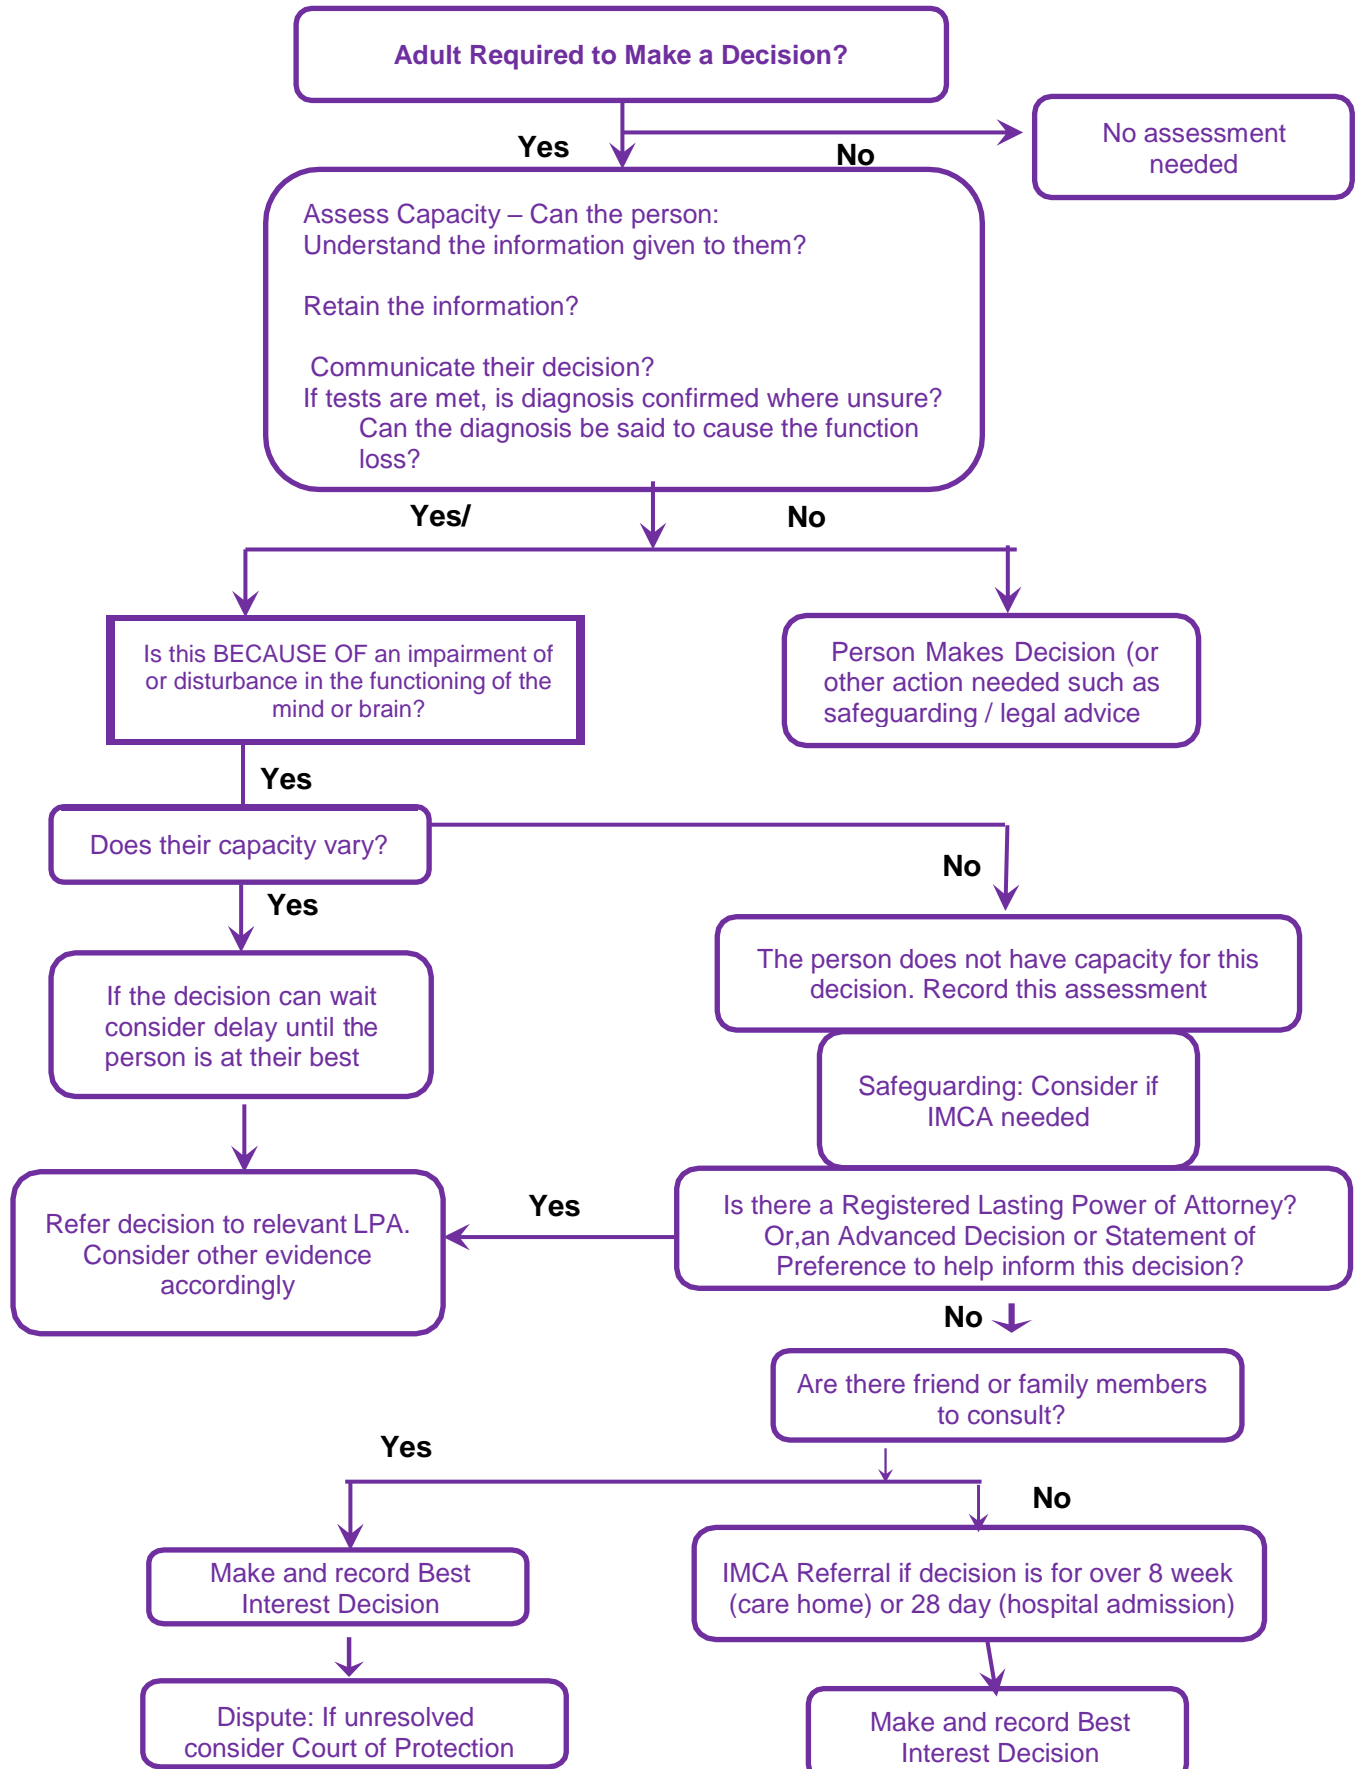 Adult Required to Make a Decision?
No assessment
needed
Yes
No
Assess Capacity – Can the person:
Understand the information given to them?
Retain the information?
Communicate their decision?
If tests are met, is diagnosis confirmed where unsure?
Can the diagnosis be said to cause the function
loss?
Yes/
No
Is this BECAUSE OF an impairment of
or disturbance in the functioning of the
mind or brain?
Person Makes Decision (or
other action needed such as
safeguarding / legal advice
Yes
Does their capacity vary?
No
Yes
The person does not have capacity for this
decision. Record this assessment
If the decision can wait
consider delay until the
person is at their best
Safeguarding: Consider if
IMCA needed
Refer decision to relevant LPA.
Consider other evidence
accordingly
Yes
Is there a Registered Lasting Power of Attorney?
Or,an Advanced Decision or Statement of
Preference to help inform this decision?
No
Are there friend or family members
to consult?
Yes
No
Make and record Best
Interest Decision
IMCA Referral if decision is for over 8 week
(care home) or 28 day (hospital admission)
Dispute: If unresolved
consider Court of Protection
Make and record Best
Interest Decision